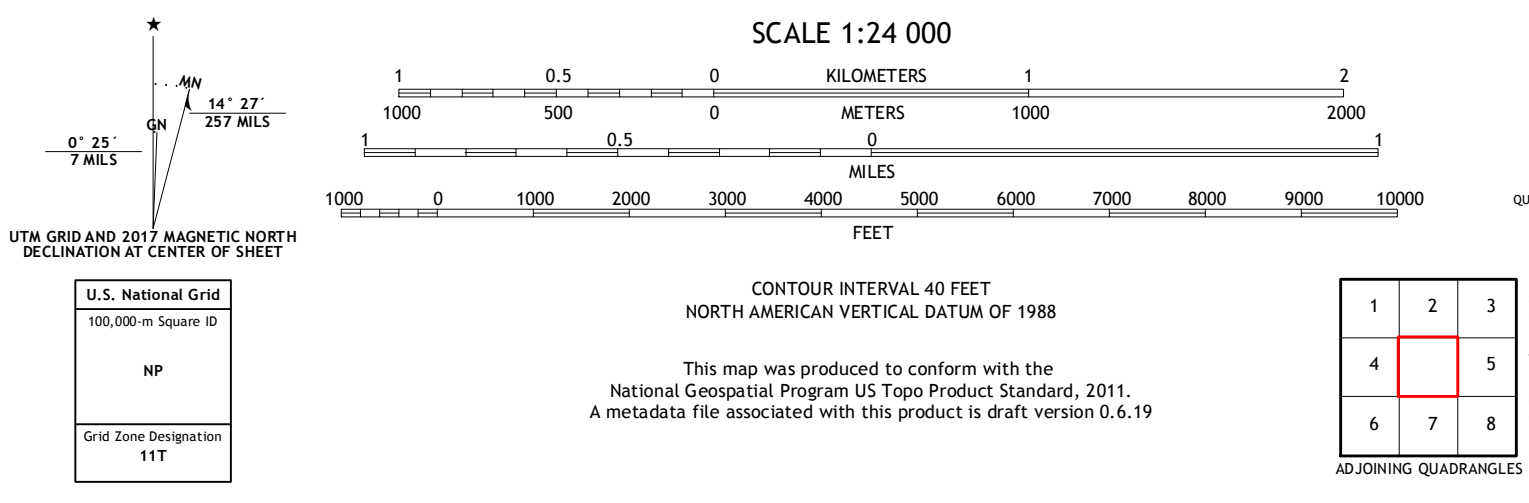 ★
MN
14° 27´
257 MILS
GN
0° 25´
7 MILS
UTM GRID AND 2017 MAGNETIC NORTH
DECLINATION AT CENTER OF SHEET
U.S. National Grid
100,000-m Square ID
NP
Grid Zone Designation
11T
SCALE 1:24 000
1 0.5 0 KILOMETERS 1 2
1000 500 0 METERS 1000 2000
1 0.5 0 1
MILES
1000 0 1000 2000 3000 4000 5000 6000 7000 8000 9000 10000
FEET
CONTOUR INTERVAL 40 FEET
NORTH AMERICAN VERTICAL DATUM OF 1988
This map was produced to conform with the
National Geospatial Program US Topo Product Standard, 2011.
A metadata file associated with this product is draft version 0.6.19
QU
1 2 3
4 5
6 7 8
ADJOINING QUADRANGLES